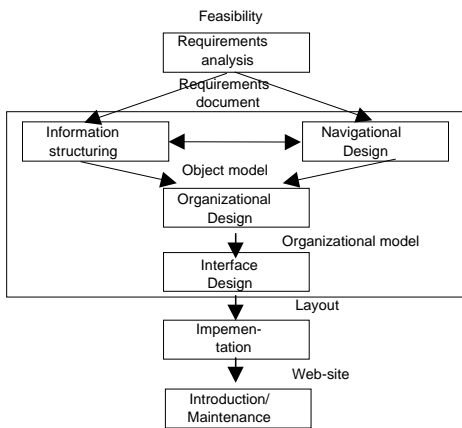 Feasibility
Requirements
analysis
Requirements
document
Information
structuring
Navigational
Design
Object model
Organizational
Design
Organizational model
Interface
Design
Layout
Impemen-
tation
Web-site
Introduction/
Maintenance